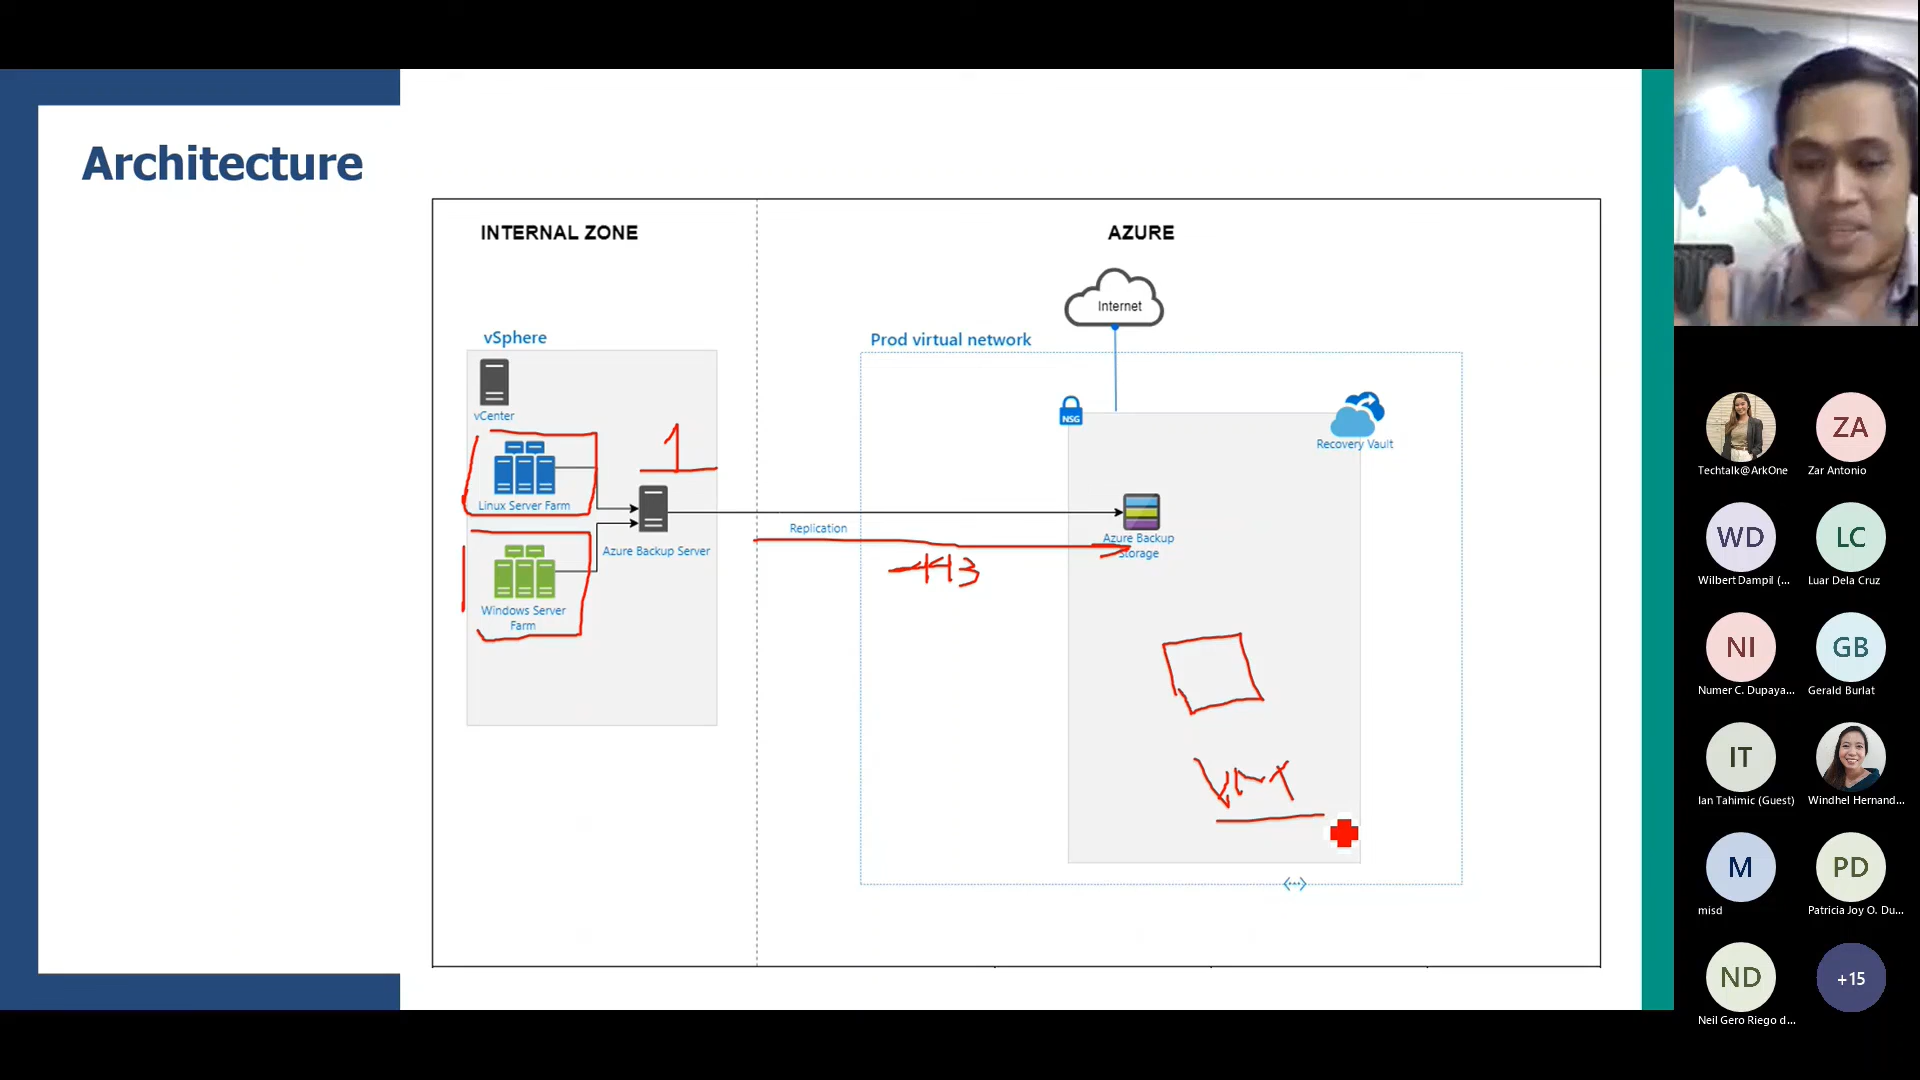 Architecture
INTERNAL ZONE
AZURE
Internet
vSphere
Prod virtual network
vCenter
NSG
Recovery Vault
1
Linux Server Farm
Replication
Azure Backup Server
Azure Backup
Storage
443
Windows Server
Farm
Techtalk@ArkOne
ZA
Zar Antonio
WD
Wilbert Dampil (...
LC
Luar Dela Cruz
NI
Numer C. Dupaya...
GB
Gerald Burlat
IT
Ian Tahimic (Guest)
Windhel Hernand...
M
misd
PD
Patricia Joy O. Du...
ND
Neil Gero Riego d...
+15